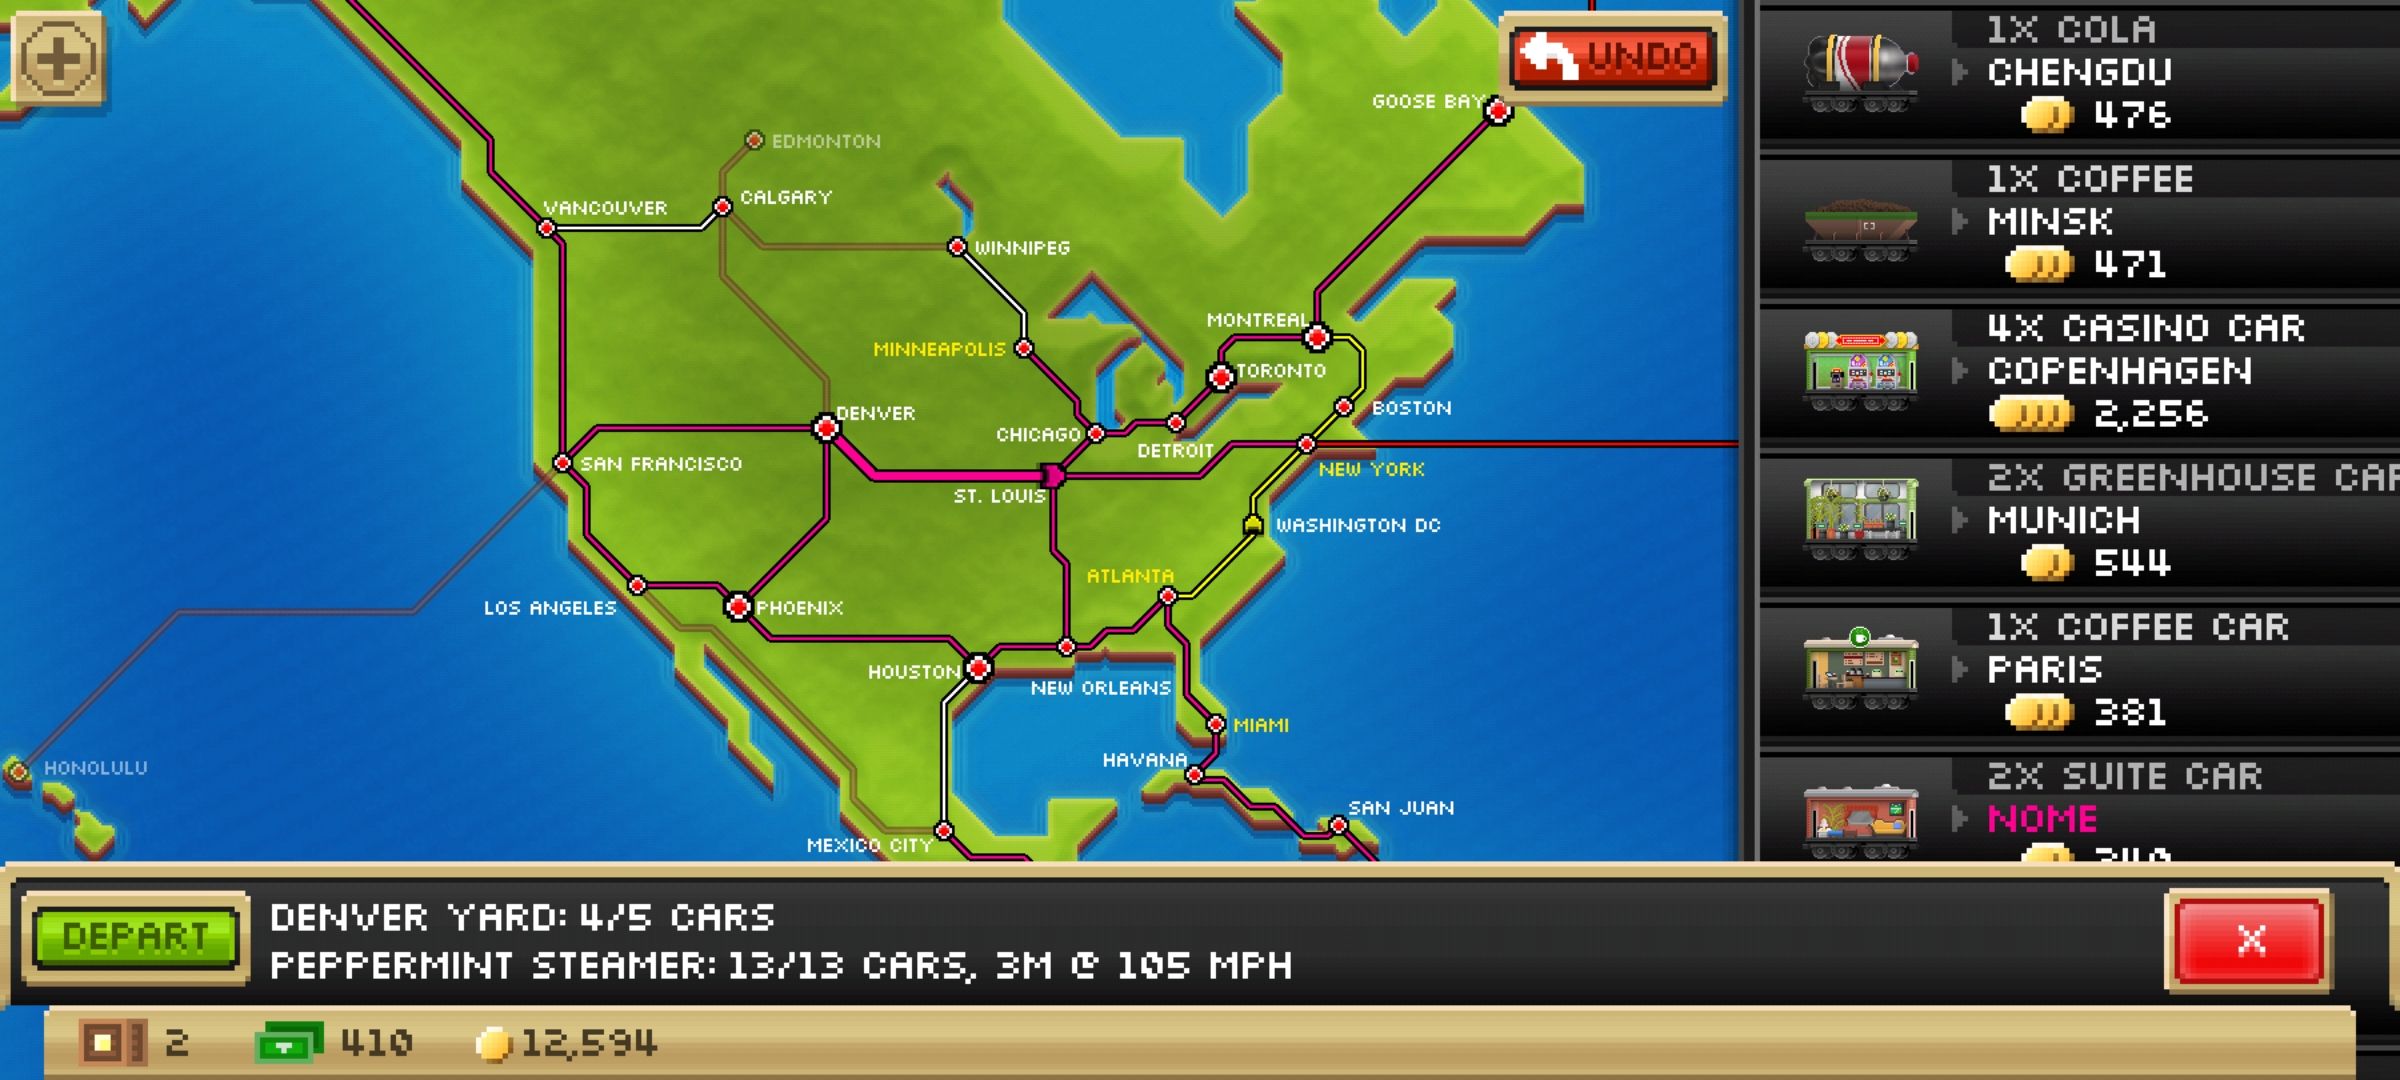 UNDO
GOOSE BAY
EDMONTON
VANCOUVER
CALGARY
WINNIPEG
MONTREAL
MINNEAPOLIS
TORONTO
DENVER
BOSTON
CHICAGO
DETROIT
SAN FRANCISCO
NEW YORK
ST. LOUIS
WASHINGTON DC
ATLANTA
LOS ANGELES
PHOENIX
HOUSTON
NEW ORLEANS
MIAMI
HAVANA
HONOLULU
SAN JUAN
MEXICO CITY
1X COLA
CHENGDU
476
1X COFFEE
MINSK
471
4X CASINO CAR
COPENHAGEN
2,256
2X GREENHOUSE CAR
MUNICH
544
1X COFFEE CAR
PARIS
381
2X SUITE CAR
NOME
DEPART
DENVER YARD: 4/5 CARS
PEPPERMINT STEAMER: 13/13 CARS, 3M @ 105 MPH
X
2
410
12,594